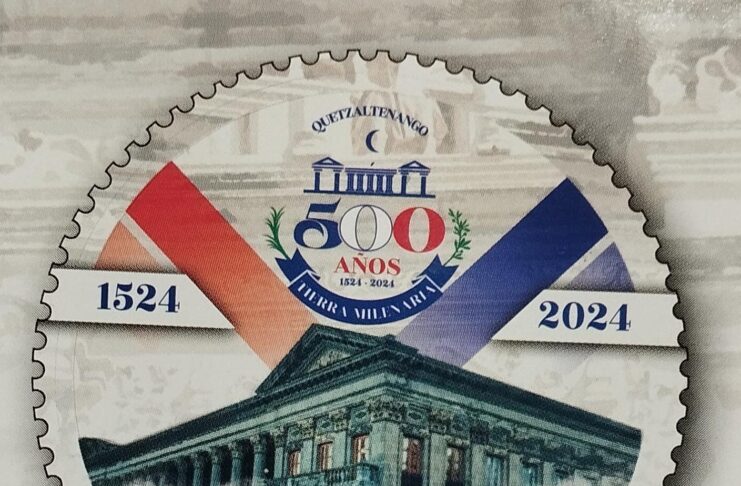 QUETZALTENANGO
500
AÑOS
1524 - 2024
TIERRA MILENARIA
1524
2024